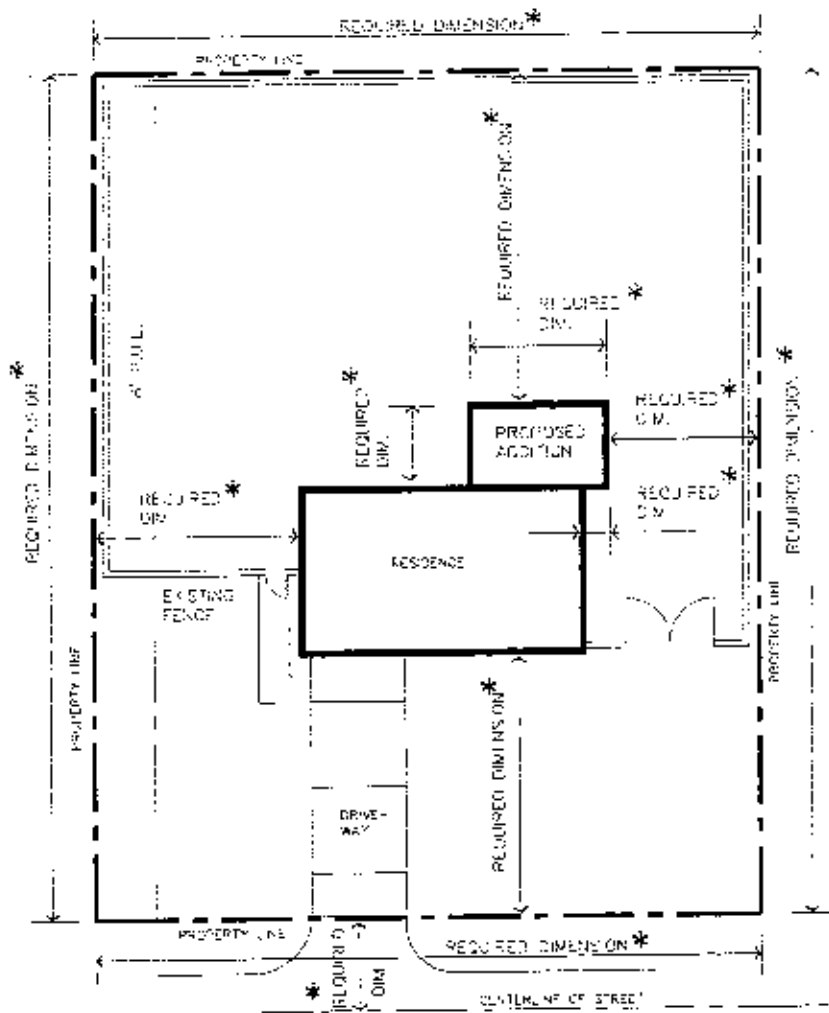 REQUIRED DIMENSION*
PROPERTY LINE
REQUIRED DIMENSION*
REQUIRED *
DIM.
REQUIRED DIMENSION*
REQUIRED *
DIM.
REQUIRED *
DIM.
REQUIRED DIMENSION *
PROPOSED
ADDITION
REQUIRED *
DIM.
REQUIRED *
DIM
RESIDENCE
EXISTING
FENCE
PROPERTY LINE
PROPERTY LINE
REQUIRED DIMENSION*
DRIVE-
WAY
PROPERTY LINE
REQUIRED DIMENSION*
* REQUIRED
DIM
CENTERLINE OF STREET